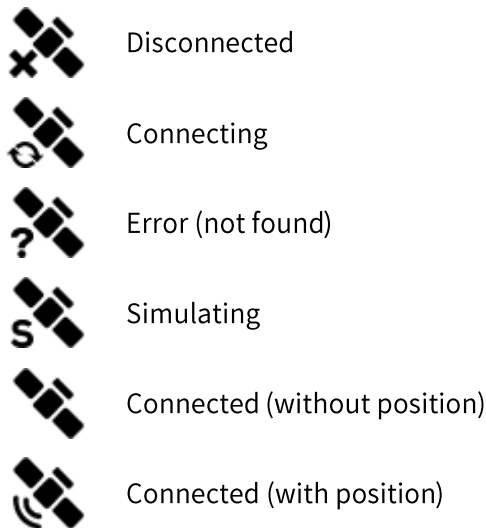 Disconnected
Connecting
? Error (not found)
S Simulating
Connected (without position)
Connected (with position)